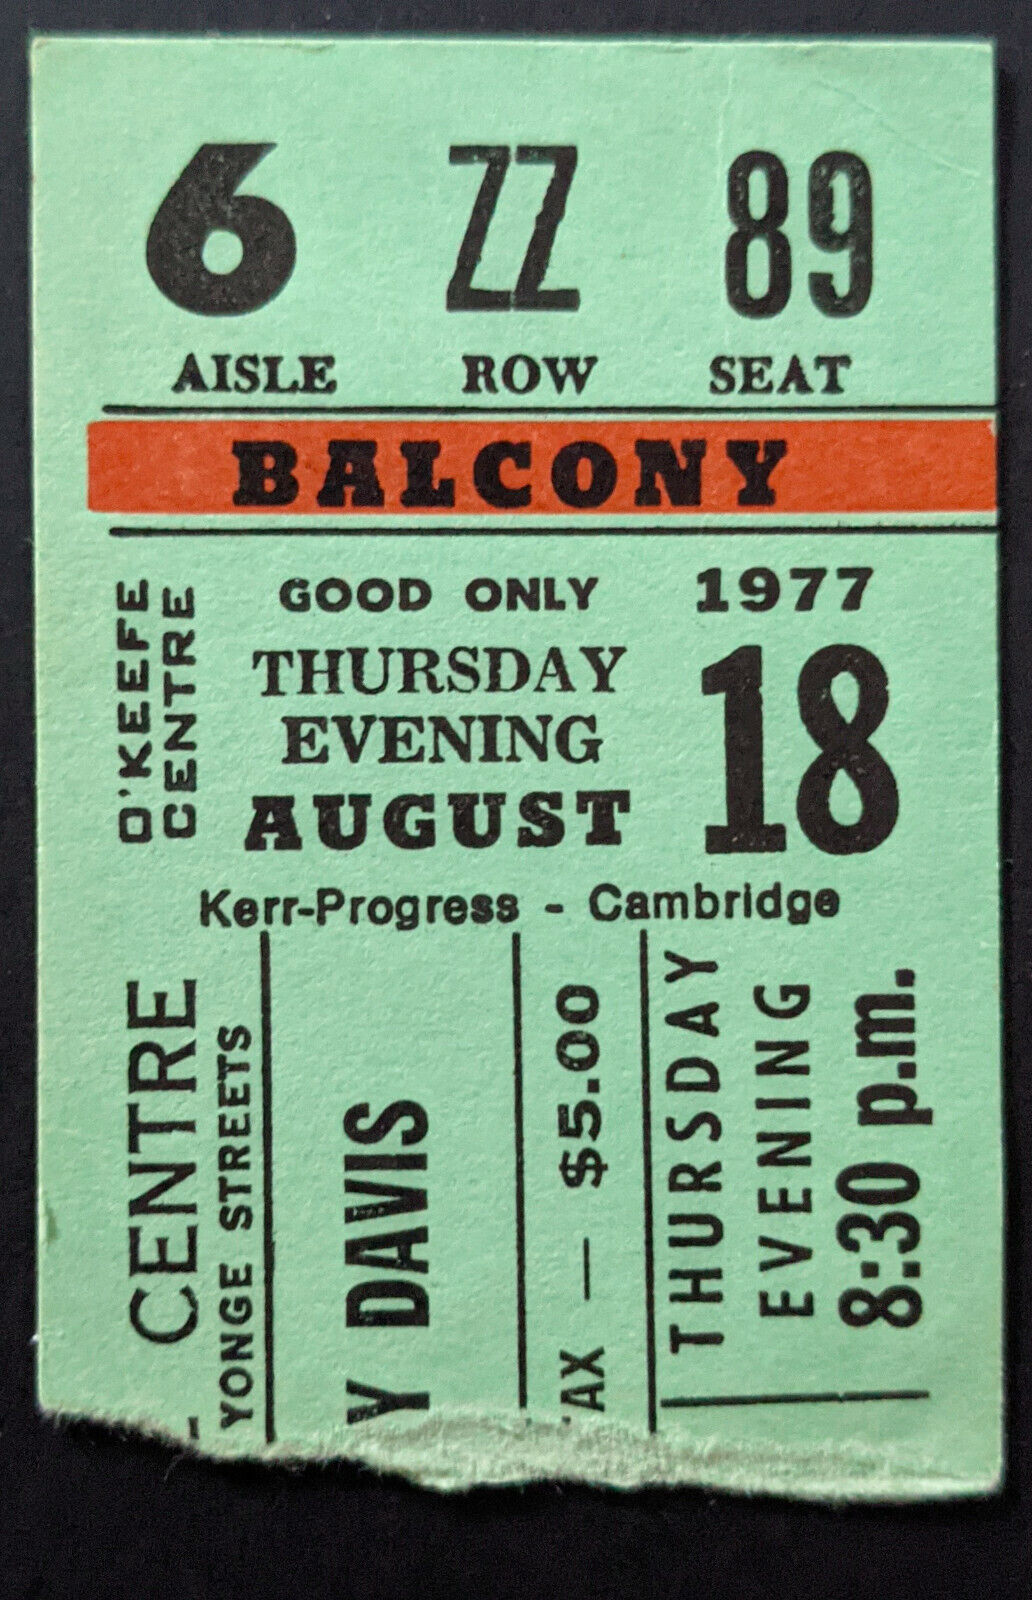 6 ZZ 89
AISLE ROW SEAT
BALCONY
O'KEEFE
CENTRE
GOOD ONLY 1977
THURSDAY
EVENING
AUGUST 18
Kerr-Progress - Cambridge
CENTRE
YONGE STREETS
Y DAVIS
AX — $5.00
THURSDAY
EVENING
8:30 p.m.